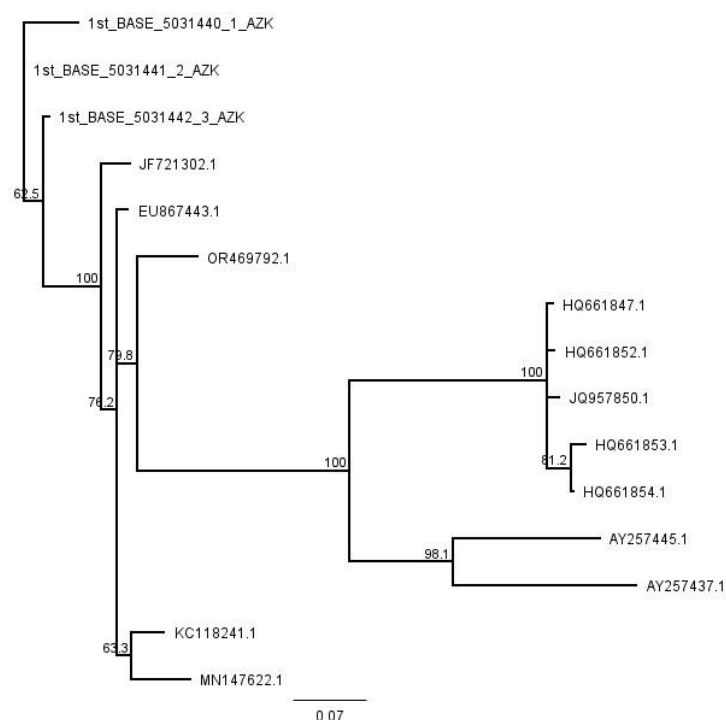 1st_BASE_5031440_1_AZK
1st_BASE_5031441_2_AZK
1st_BASE_5031442_3_AZK
JF721302.1
62.5
EU867443.1
OR469792.1
100
HQ661847.1
HQ661852.1
79.8
100
JQ957850.1
76.2
HQ661853.1
81.2
100
HQ661854.1
AY257445.1
98.1
AY257437.1
KC118241.1
63.3
MN147622.1
0.07